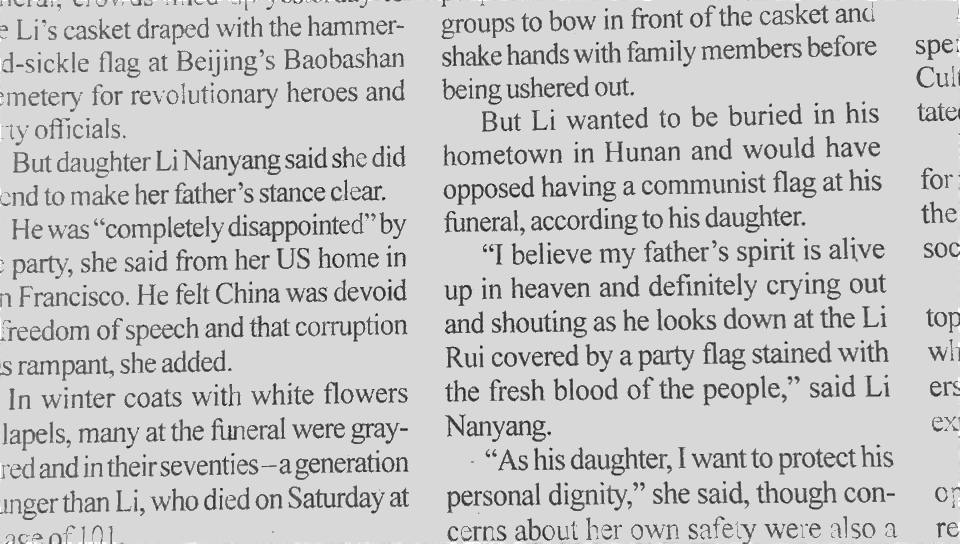 Li's casket draped with the hammer-
d-sickle flag at Beijing's Baobashan
emetery for revolutionary heroes and
ty officials.
But daughter Li Nanyang said she did
end to make her father's stance clear.
He was “completely disappointed” by
party, she said from her US home in
n Francisco. He felt China was devoid
freedom of speech and that corruption
s rampant, she added.
In winter coats with white flowers
lapels, many at the funeral were gray-
red and in their seventies – a generation
unger than Li, who died on Saturday at
age of 101.
groups to bow in front of the casket and
shake hands with family members before
being ushered out.
But Li wanted to be buried in his
hometown in Hunan and would have
opposed having a communist flag at his
funeral, according to his daughter.
“I believe my father's spirit is alive
up in heaven and definitely crying out
and shouting as he looks down at the Li
Rui covered by a party flag stained with
the fresh blood of the people,” said Li
Nanyang.
“As his daughter, I want to protect his
personal dignity,” she said, though con-
cerns about her own safety were also a
spe
Cult
tated
for
the
soc
top
wh
ers
exp
op
re